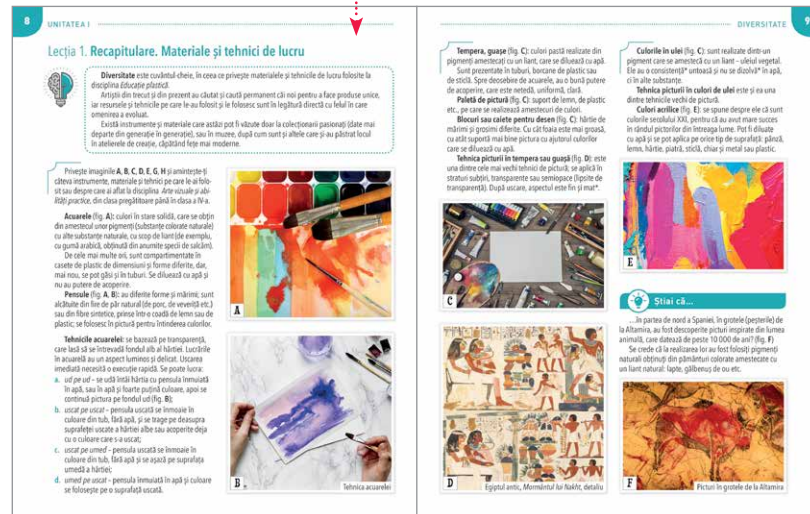 8 UNITATEA I
Lecția 1. Recapitulare. Materiale și tehnici de lucru
Diversitate este cuvântul-cheie, în ceea ce privește materialele și tehnicile de lucru folosite la
disciplina Educație plastică.
Artiștii din trecut și din prezent au căutat și caută permanent căi noi pentru a face produse unice,
iar resursele și tehnicile pe care le-au folosit și le folosesc sunt în legătură directă cu felul în care
omenirea a evoluat.
Există instrumente și materiale care astăzi pot fi văzute doar la colecționari pasionați (date mai
departe din generație în generație), sau în muzee, după cum sunt și altele care și-au păstrat locul
în atelierele de creație, căpătând fețe mai moderne.
Privește imaginile A, B, C, D, E, G, H și amintește-ți
câteva instrumente, materiale și tehnici pe care le-ai folo-
sit sau despre care ai aflat la disciplina Arte vizuale și abi-
lități practice, din clasa pregătitoare până în clasa a IV-a.
Acuarele (fig. A): culori în stare solidă, care se obțin
din amestecul unor pigmenți (substanțe colorate naturale)
cu alte substanțe naturale, cu scop de liant (de exemplu,
cu gumă arabică, obținută din anumite specii de salcâm).
De cele mai multe ori, sunt compartimentate în
casete de plastic de dimensiuni și forme diferite, dar,
mai nou, se pot găsi și în tuburi. Se diluează cu apă și
nu au putere de acoperire.
Pensule (fig. A, B): au diferite forme și mărimi; sunt
alcătuite din fire de păr natural (de porc, de veveriță etc.)
sau din fibre sintetice, prinse într-o coadă de lemn sau de
plastic; se folosesc în pictură pentru întinderea culorilor.
Tehnicile acuarelei: se bazează pe transparență,
care lasă să se întrevadă fondul alb al hârtiei. Lucrările
în acuarelă au un aspect luminos și delicat. Uscarea
imediată necesită o execuție rapidă. Se poate lucra:
a. ud pe ud – se udă întâi hârtia cu pensula înmuiată
în apă, sau în apă și foarte puțină culoare, apoi se
continuă pictura pe fondul ud (fig. B);
b. uscat pe uscat – pensula uscată se înmoaie în
culoare din tub, fără apă, și se trage pe deasupra
suprafeței uscate a hârtiei albe sau acoperite deja
cu o culoare care s-a uscat;
c. uscat pe umed – pensula uscată se înmoaie în
culoare din tub, fără apă și se așază pe suprafața
umedă a hârtiei;
d. umed pe uscat – pensula înmuiată în apă și culoare
se folosește pe o suprafață uscată.
A
B
Tehnica acuarelei
DIVERSITATE 9
Tempera, guașe (fig. C): culori pastă realizate din
pigmenți amestecați cu un liant, care se diluează cu apă.
Sunt prezentate în tuburi, borcane de plastic sau
de sticlă. Spre deosebire de acuarele, au o bună putere
de acoperire, care este netedă, uniformă, clară.
Paletă de pictură (fig. C): suport de lemn, de plastic
etc., pe care se realizează amestecuri de culori.
Blocuri sau caiete pentru desen (fig. C): hârtie de
mărimi și grosimi diferite. Cu cât foaia este mai groasă,
cu atât suportă mai bine pictura cu ajutorul culorilor
care se diluează cu apă.
Tehnica picturii în tempera sau guașă (fig. D): este
una dintre cele mai vechi tehnici de pictură; se aplică în
straturi subțiri, transparente sau semiopace (lipsite de
transparență). După uscare, aspectul este fin și mat*.
C
D
Egiptul antic, Mormântul lui Nakht, detaliu
Culorile în ulei (fig. C): sunt realizate dintr-un
pigment care se amestecă cu un liant - uleiul vegetal.
Ele au o consistență* untoasă și nu se dizolvă* în apă,
ci în alte substanțe.
Tehnica picturii în culori de ulei este și ea una
dintre tehnicile vechi de pictură.
Culori acrilice (fig. E): se spune despre ele că sunt
culorile secolului XXI, pentru că au avut mare succes
în rândul pictorilor din întreaga lume. Pot fi diluate
cu apă și se pot aplica pe orice tip de suprafață: pânză,
lemn, hârtie, piatră, sticlă, chiar și metal sau plastic.
E
Știai că...
...în partea de nord a Spaniei, în grotele (peșterile) de
la Altamira, au fost descoperite picturi inspirate din lumea
animală, care datează de peste 10 000 de ani? (fig. F)
Se crede că la realizarea lor au fost folosiți pigmenți
naturali obținuți din pământuri colorate amestecate cu
un liant natural: lapte, gălbenuș de ou etc.
F
Picturi în grotele de la Altamira